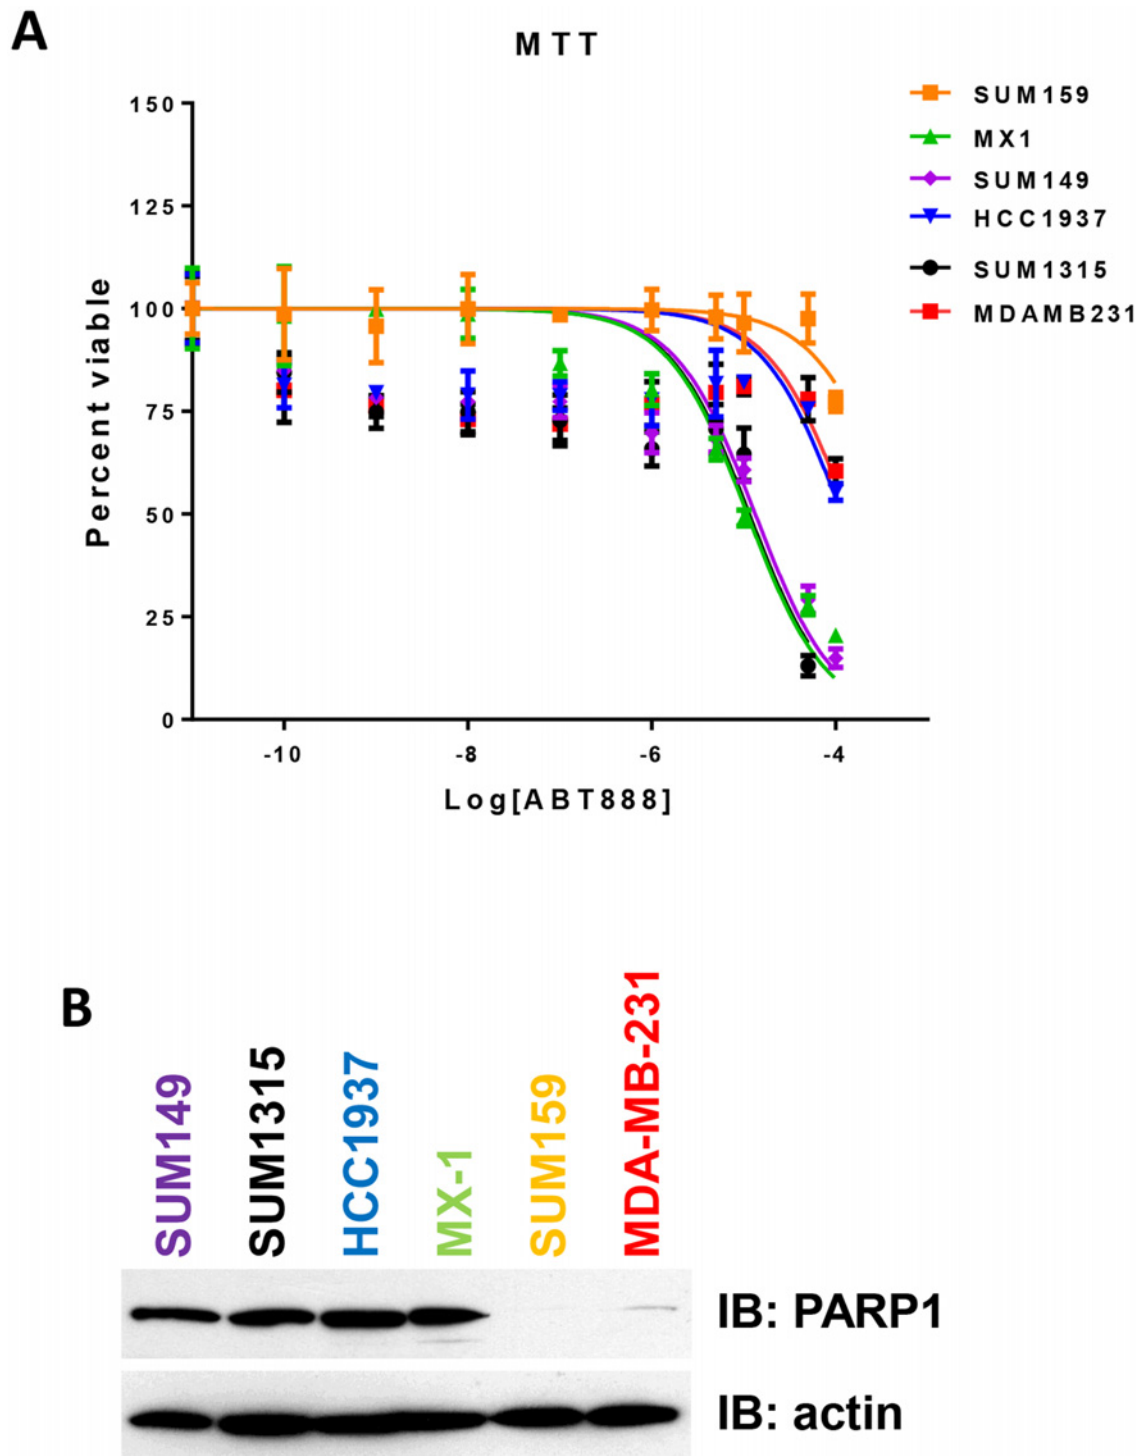 A
MTT
150
125
100
75
50
25
0
Percent viable
-10
-8
-6
-4
Log[ABT888]
SUM159
MX1
SUM149
HCC1937
SUM1315
MDAMB231
B
SUM149
SUM1315
HCC1937
MX-1
SUM159
MDA-MB-231
IB: PARP1
IB: actin